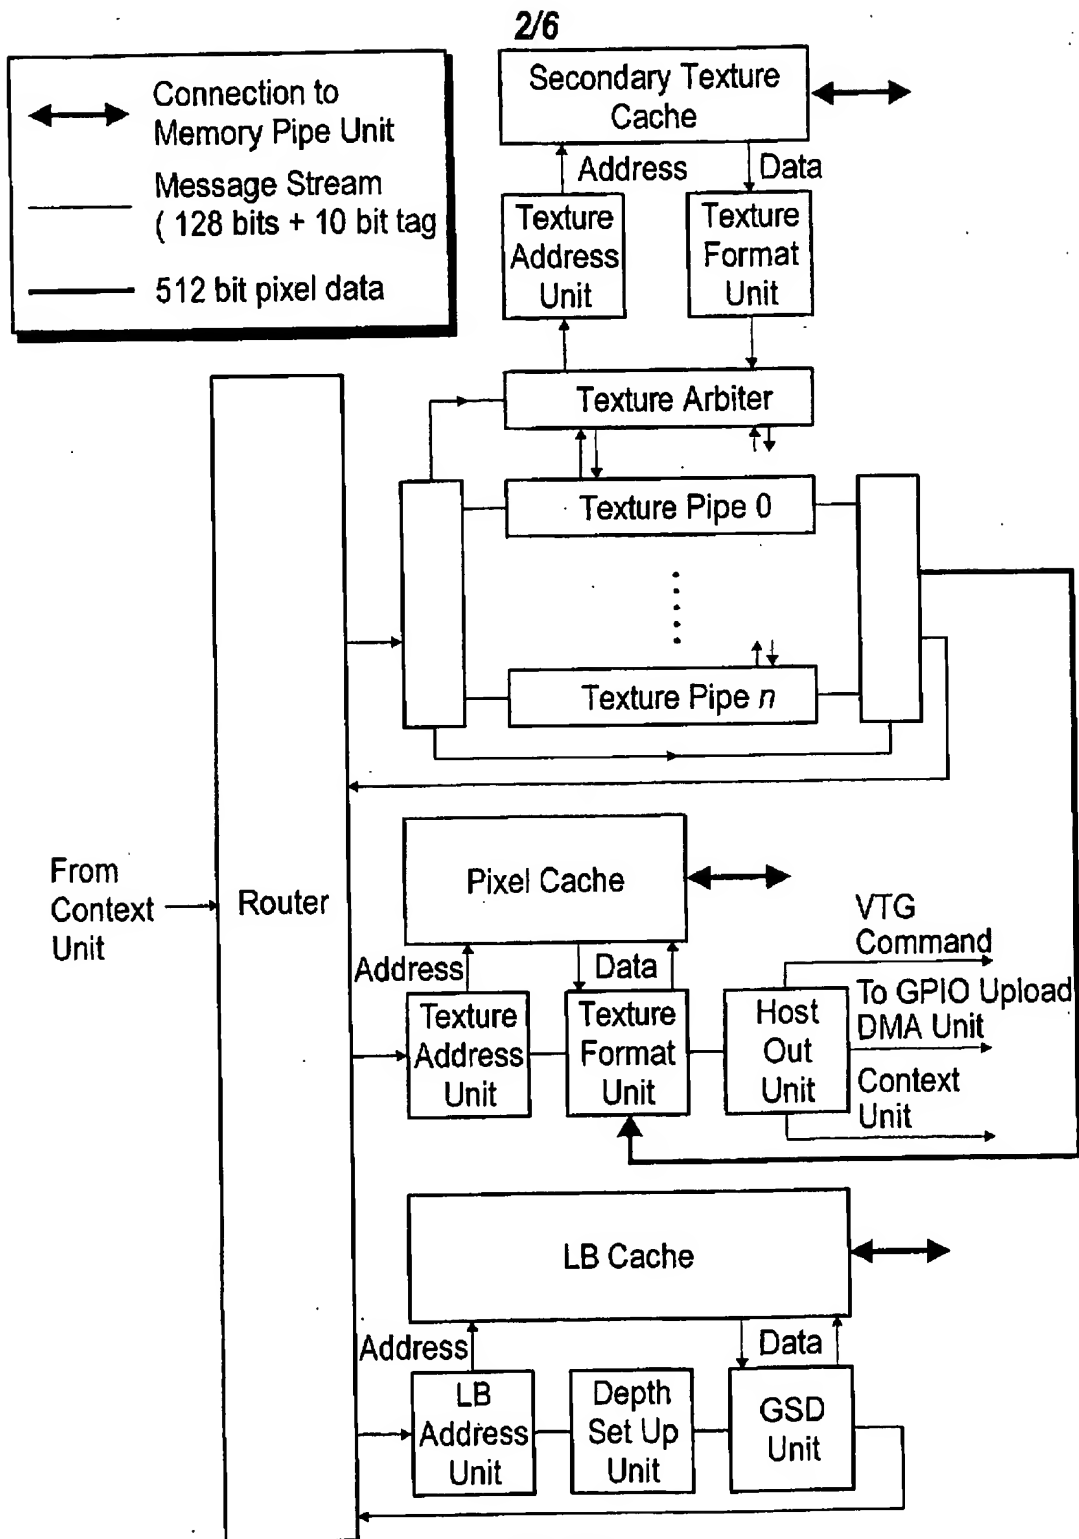 2/6
Connection to
Memory Pipe Unit
Message Stream
( 128 bits + 10 bit tag
512 bit pixel data
Secondary Texture
Cache
Address
Data
Texture
Address
Unit
Texture
Format
Unit
Texture Arbiter
Texture Pipe 0
Texture Pipe n
From
Context
Unit
Router
Pixel Cache
Address
Data
Texture
Address
Unit
Texture
Format
Unit
Host
Out
Unit
VTG
Command
To GPIO Upload
DMA Unit
Context
Unit
LB Cache
Address
Data
LB
Address
Unit
Depth
Set Up
Unit
GSD
Unit